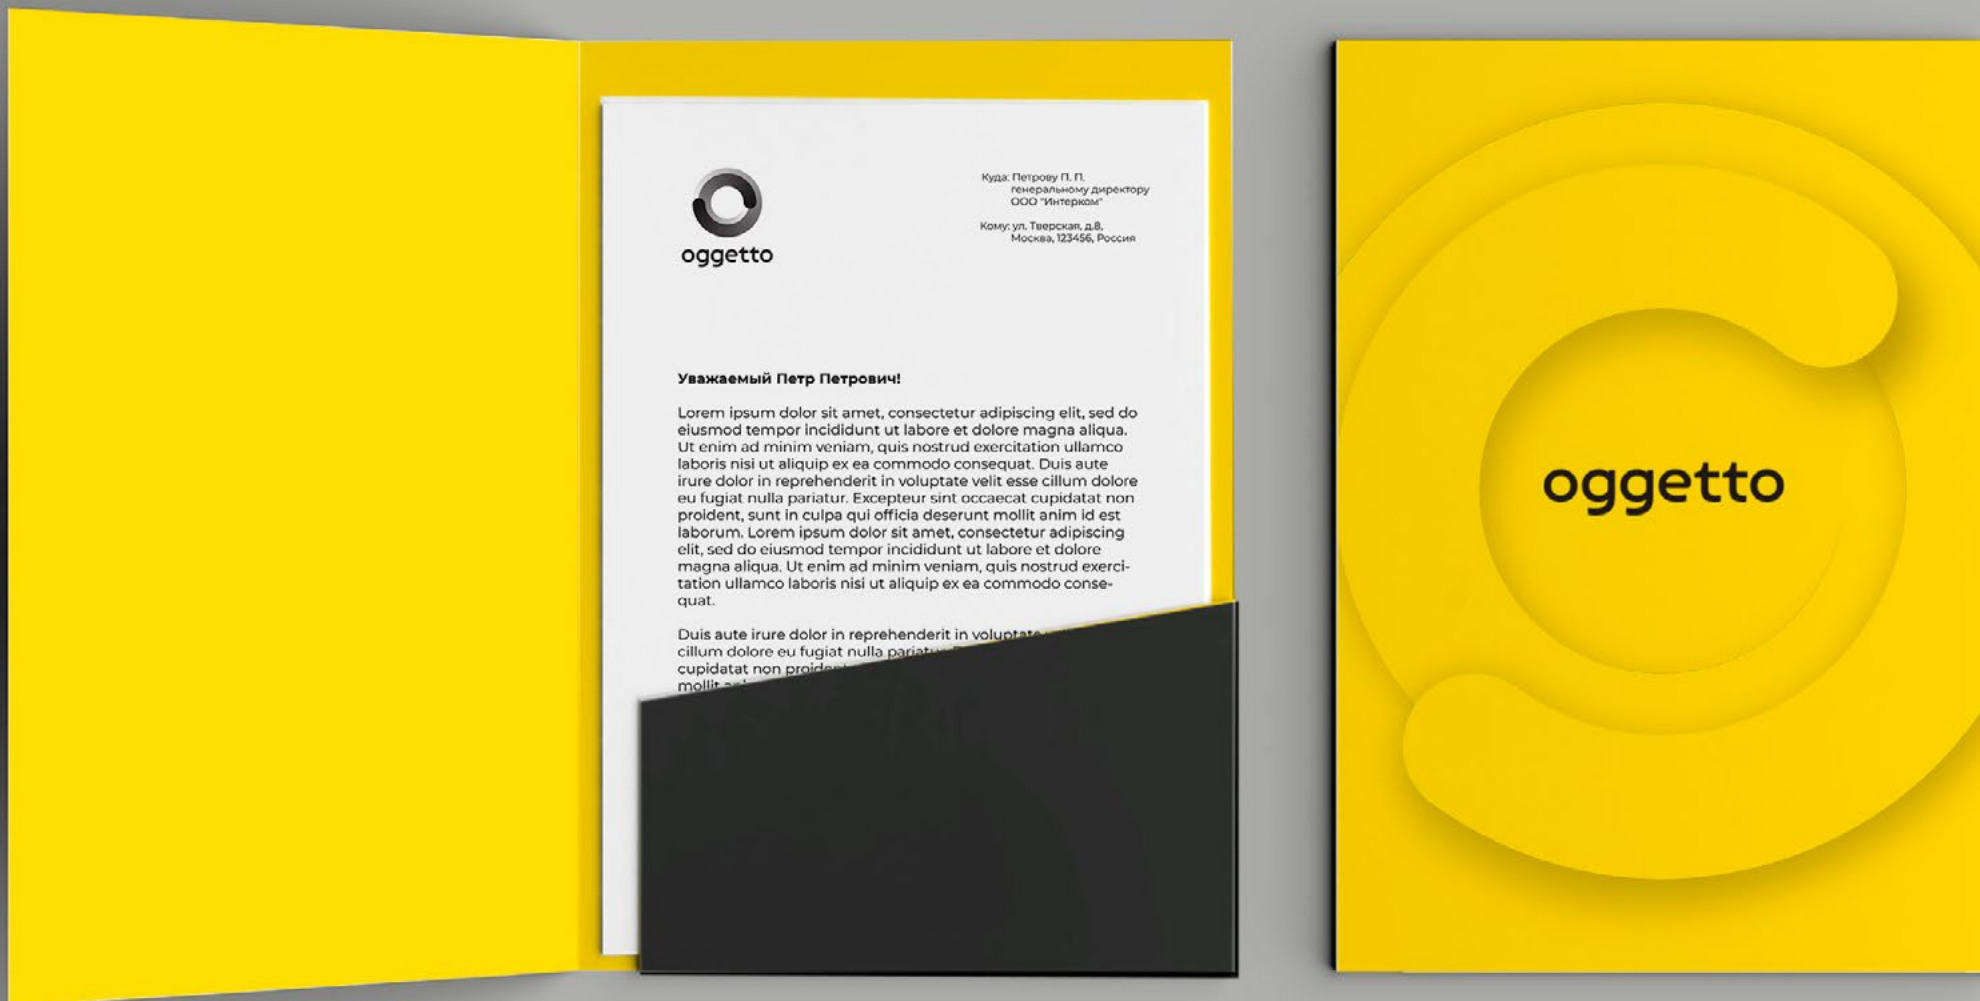 oggetto
Куда: Петрову П. П.
генеральному директору
ООО "Интерком"
Кому: ул. Тверская, д.8,
Москва, 123456, Россия
Уважаемый Петр Петрович!
Lorem ipsum dolor sit amet, consectetur adipiscing elit, sed do
eiusmod tempor incididunt ut labore et dolore magna aliqua.
Ut enim ad minim veniam, quis nostrud exercitation ullamco
laboris nisi ut aliquip ex ea commodo consequat. Duis aute
irure dolor in reprehenderit in voluptate velit esse cillum dolore
eu fugiat nulla pariatur. Excepteur sint occaecat cupidatat non
proident, sunt in culpa qui officia deserunt mollit anim id est
laborum. Lorem ipsum dolor sit amet, consectetur adipiscing
elit, sed do eiusmod tempor incididunt ut labore et dolore
magna aliqua. Ut enim ad minim veniam, quis nostrud exerci-
tation ullamco laboris nisi ut aliquip ex ea commodo conse-
quat.
Duis aute irure dolor in reprehenderit in voluptate
cillum dolore eu fugiat nulla pariatur
cupidatat non proident
mollit
oggetto